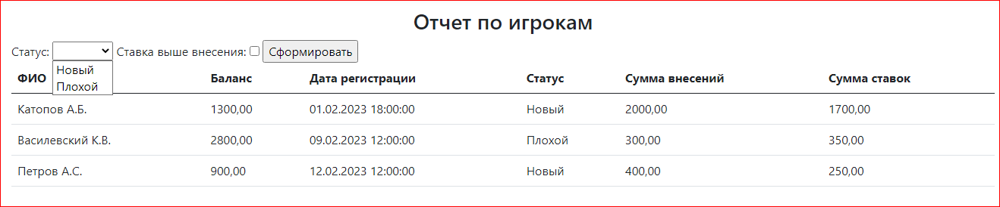 Отчет по игрокам
Статус: Ставка выше внесения: Сформировать
Новый
Плохой
ФИО Баланс Дата регистрации Статус Сумма внесений Сумма ставок
Катопов А.Б. 1300,00 01.02.2023 18:00:00 Новый 2000,00 1700,00
Василевский К.В. 2800,00 09.02.2023 12:00:00 Плохой 300,00 350,00
Петров А.С. 900,00 12.02.2023 12:00:00 Новый 400,00 250,00